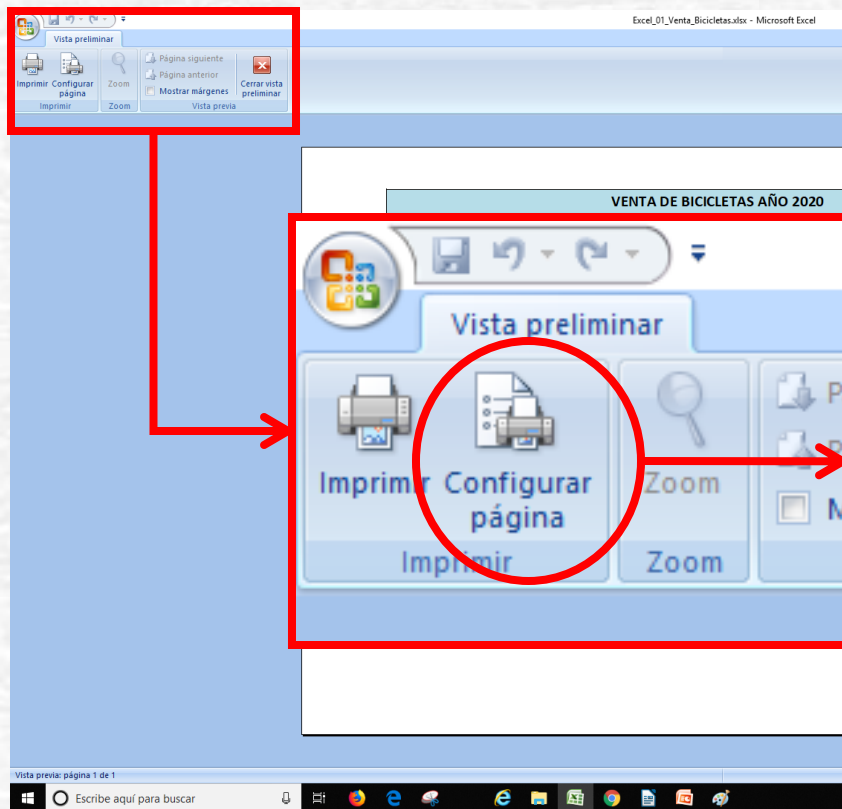 Excel_01_Venta_Bicicletas.xlsx - Microsoft Excel
Vista preliminar
Imprimir
Configurar
página
Zoom
Página siguiente
Página anterior
Mostrar márgenes
Cerrar vista
preliminar
Imprimir
Zoom
Vista previa
VENTA DE BICICLETAS AÑO 2020
Vista preliminar
Imprimir
Configurar
página
Zoom
P
P
M
Imprimir
Zoom
Vista previa: página 1 de 1
Escribe aquí para buscar